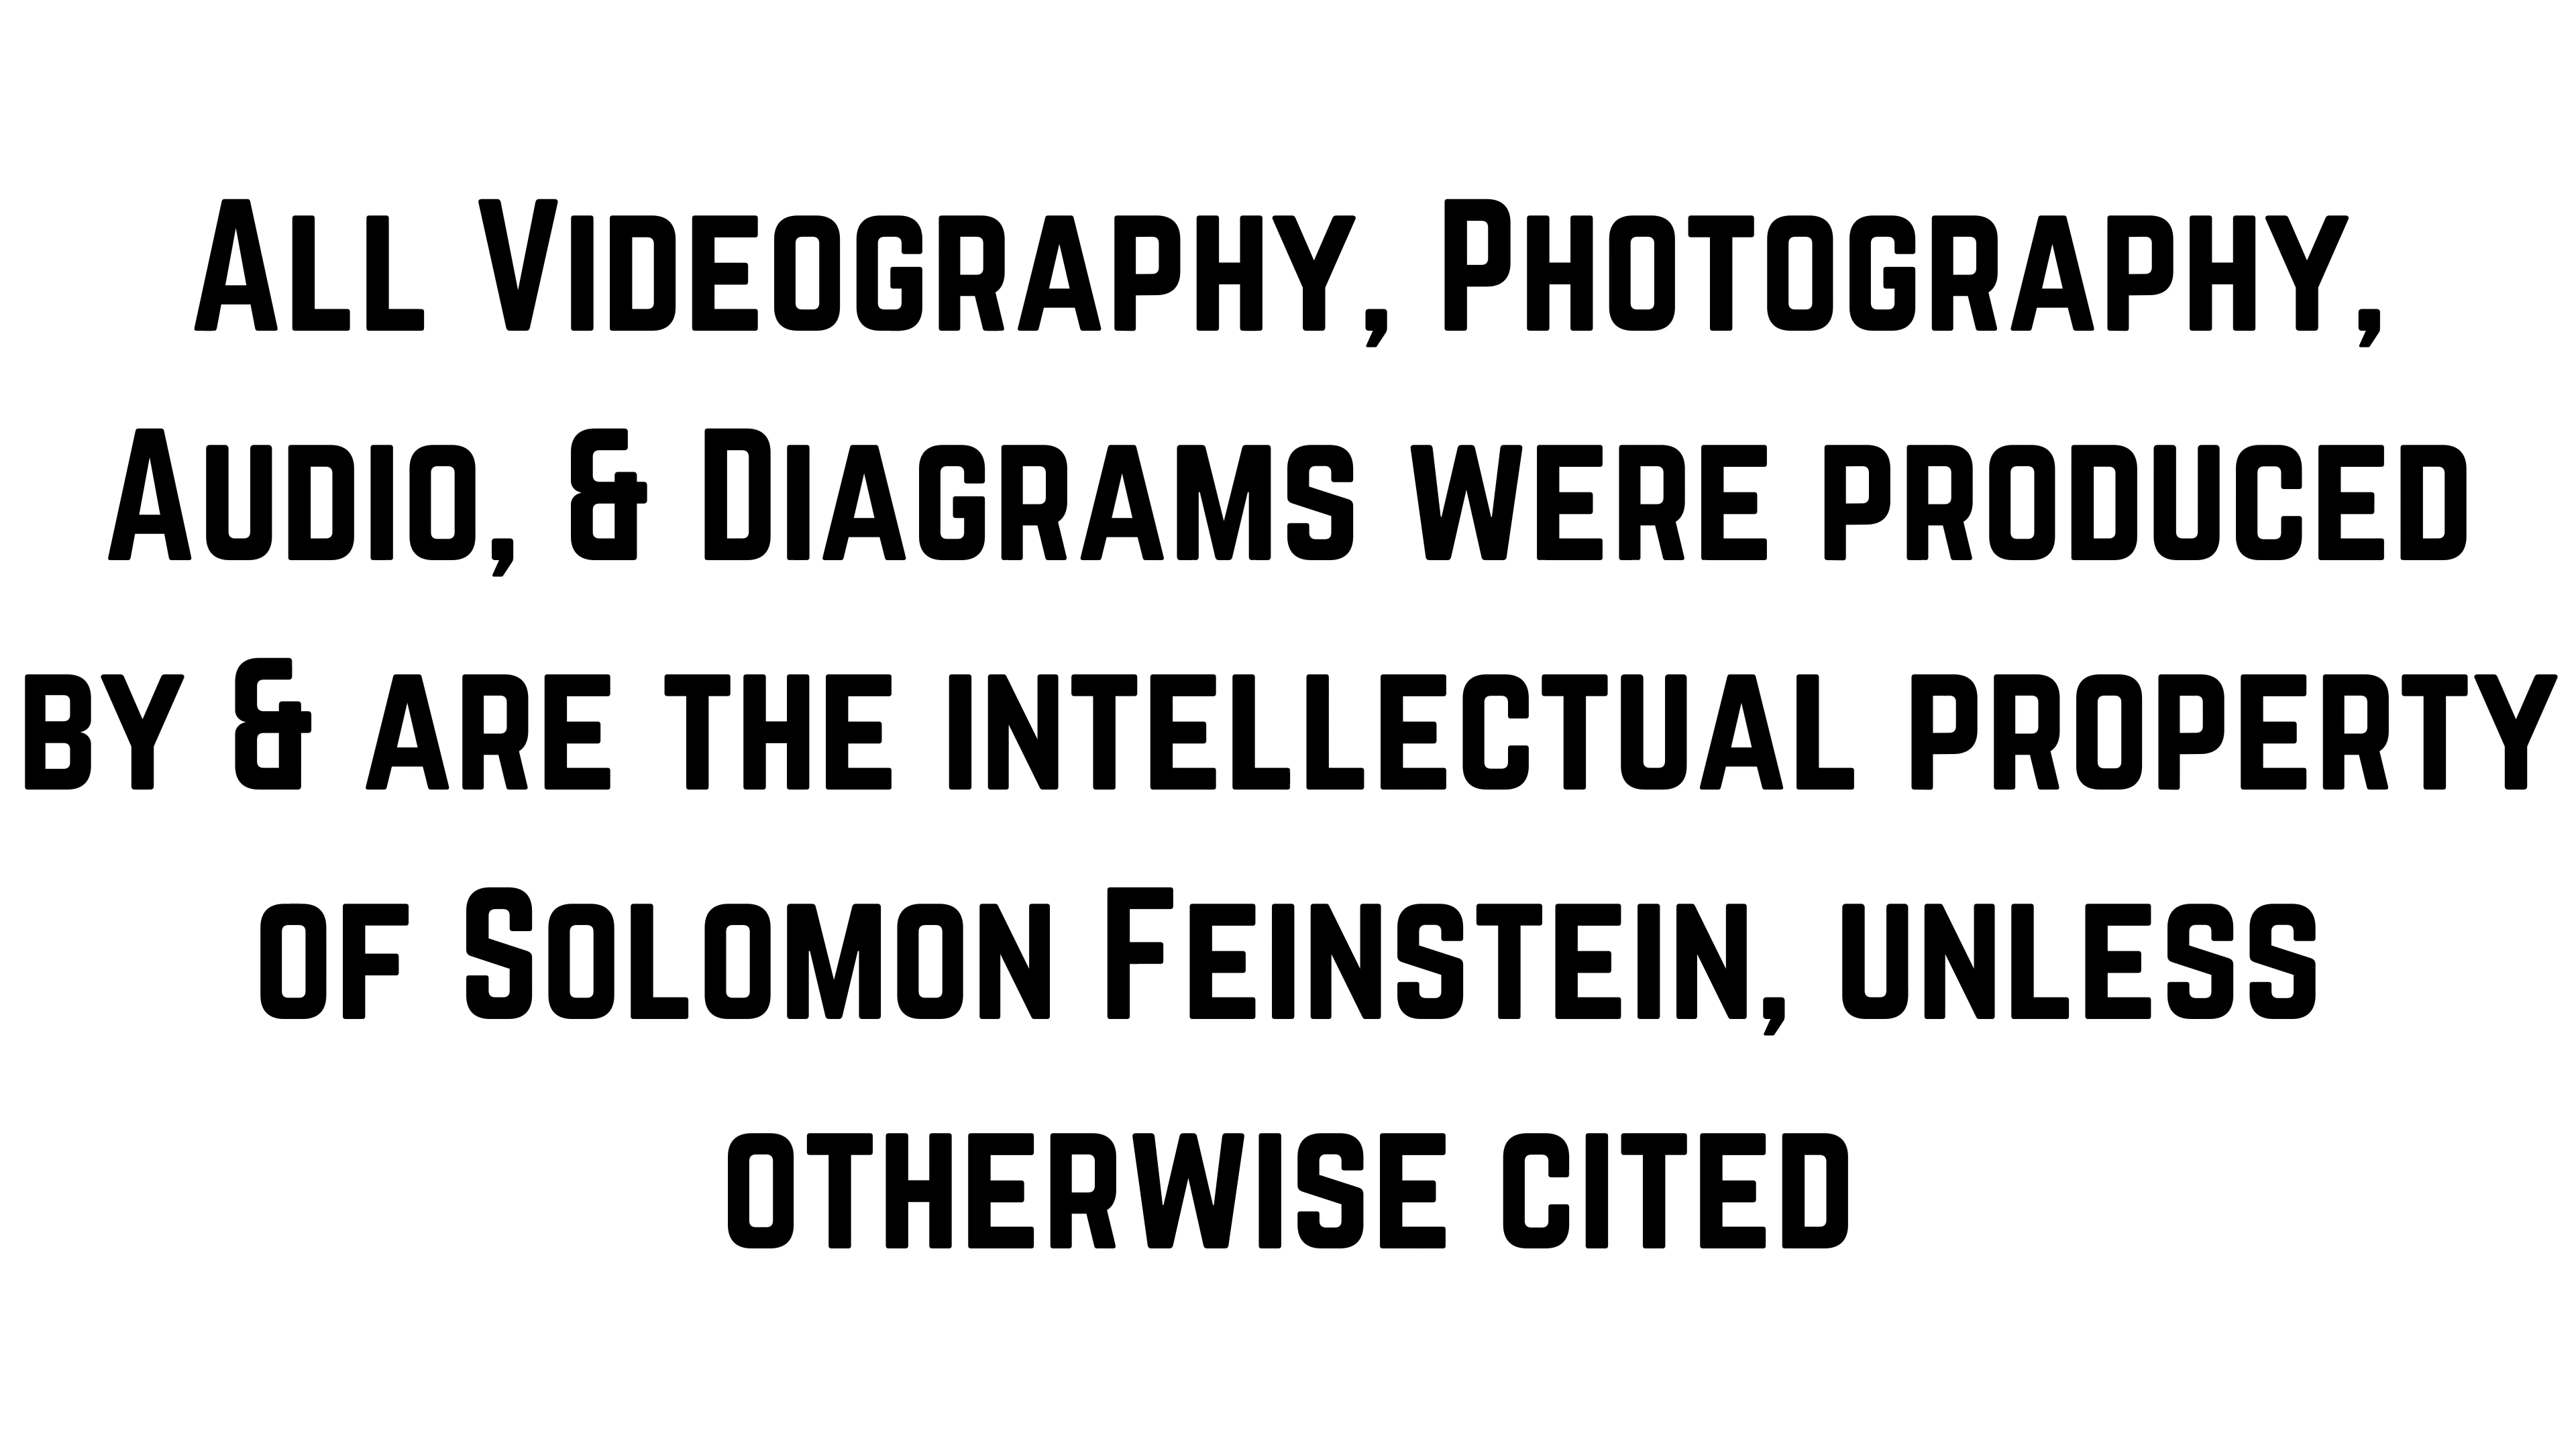 All Videography, Photography,
Audio, & Diagrams were produced
by & are the intellectual property
of Solomon Feinstein, unless
otherwise cited